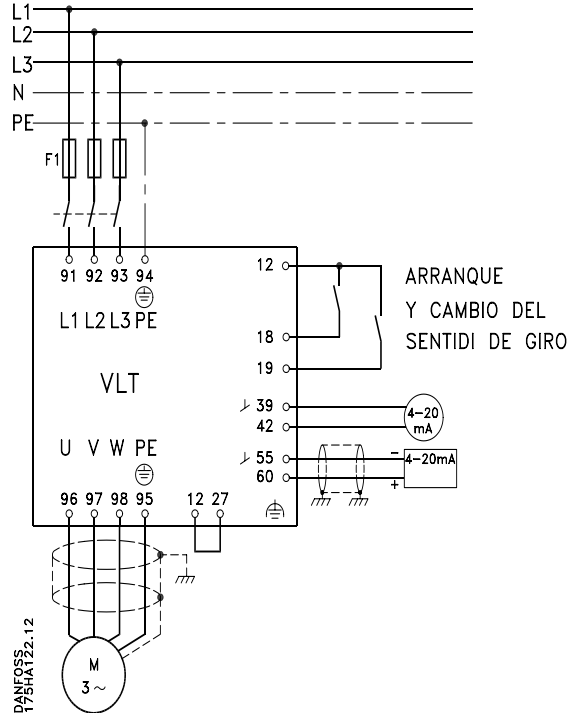 L1
L2
L3
N
PE
F1
91 92 93 94
L1 L2 L3 PE
VLT
12
18
19
39
42
55
60
ARRANQUE
Y CAMBIO DEL
SENTIDI DE GIRO
4-20
mA
-
4-20mA
+
U V W PE
96 97 98 95
12 27
M
3~
DANFOSS
175HA122.12